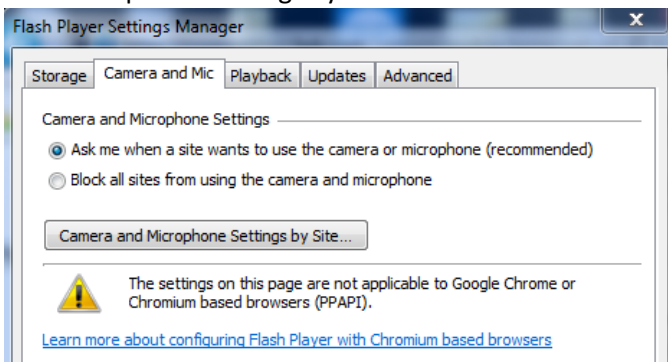 Flash Player Settings Manager
Storage Camera and Mic Playback Updates Advanced
Camera and Microphone Settings
Ask me when a site wants to use the camera or microphone (recommended)
Block all sites from using the camera and microphone
Camera and Microphone Settings by Site...
The settings on this page are not applicable to Google Chrome or
Chromium based browsers (PPAPI).
Learn more about configuring Flash Player with Chromium based browsers